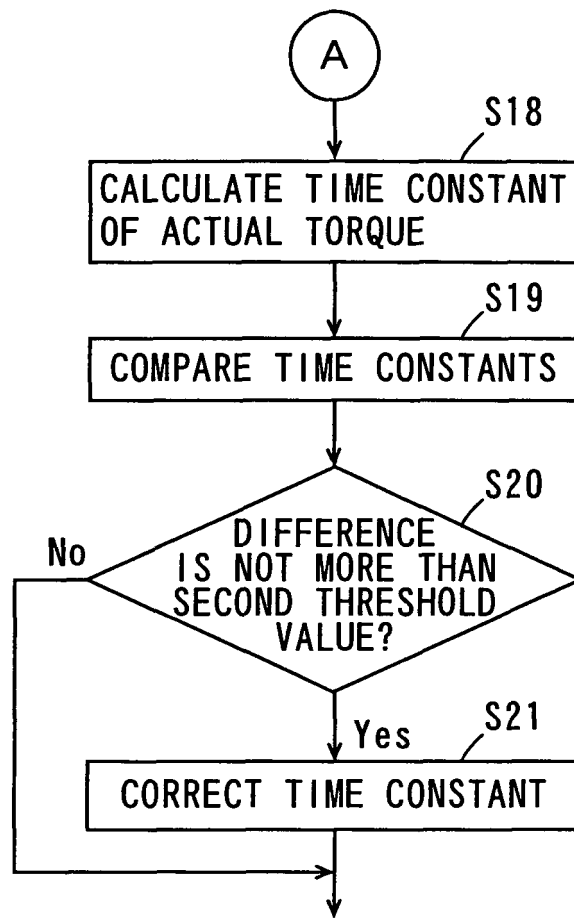 A
S18
CALCULATE TIME CONSTANT
OF ACTUAL TORQUE
S19
COMPARE TIME CONSTANTS
S20
DIFFERENCE
IS NOT MORE THAN
SECOND THRESHOLD
VALUE?
No
Yes
S21
CORRECT TIME CONSTANT